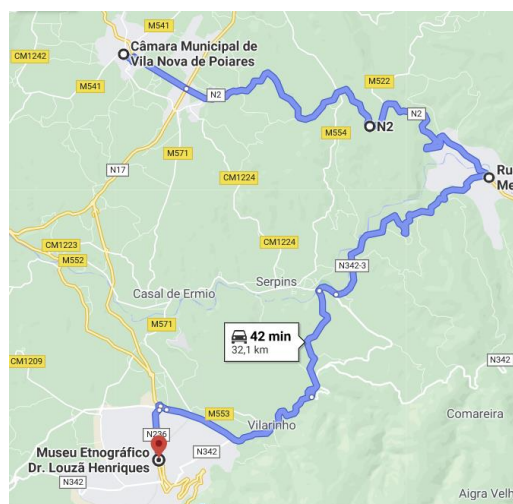 M541
Câmara Municipal de
Vila Nova de Poiares
CM1242
M541
N2
M522
N2
N2
M554
M571
N17
CM1224
Ru
Me
CM1224
CM1223
M552
N342-3
Serpins
Casal de Ermio
M571
42 min
32,1 km
CM1209
N342
Comareira
M553
Vilarinho
N236
Museu Etnográfico
Dr. Louzã Henriques
N342
N342
Aigra Velh